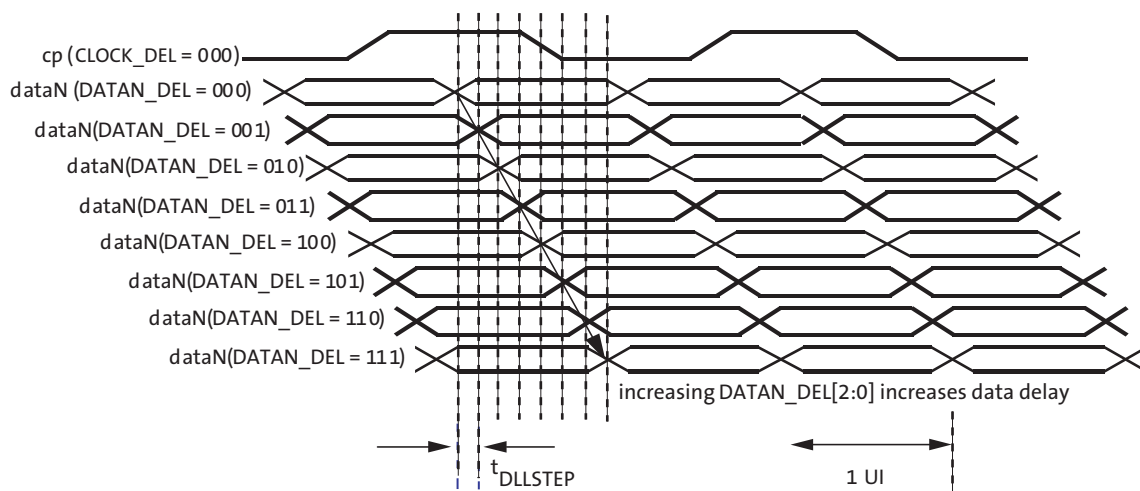 cp (CLOCK_DEL = 000)
dataN (DATAN_DEL = 000)
dataN(DATAN_DEL = 001)
dataN(DATAN_DEL = 010)
dataN(DATAN_DEL = 011)
dataN(DATAN_DEL = 100)
dataN(DATAN_DEL = 101)
dataN(DATAN_DEL = 110)
dataN(DATAN_DEL = 111)
increasing DATAN_DEL[2:0] increases data delay
tDLLSTEP
1 UI